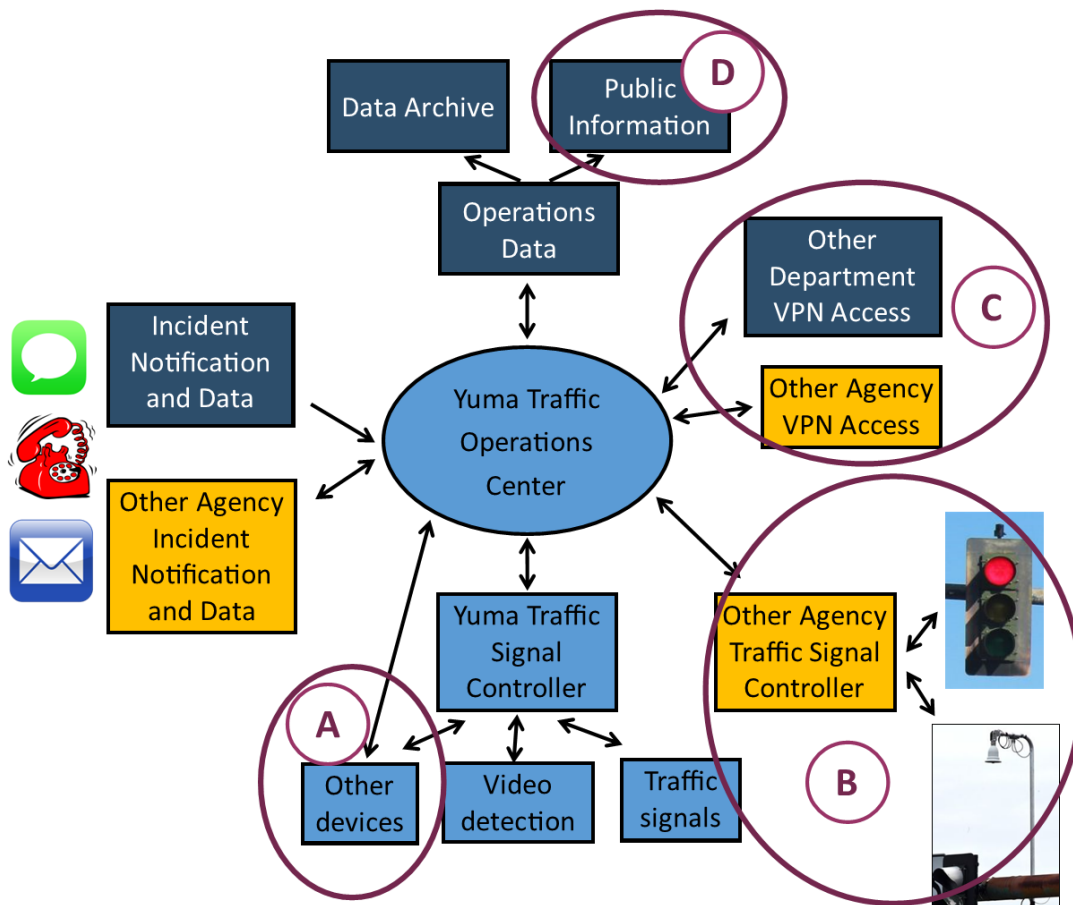 Data Archive
Public
Information
D
Operations
Data
Other
Department
VPN Access
C
Other Agency
VPN Access
Incident
Notification
and Data
Yuma Traffic
Operations
Center
Other Agency
Incident
Notification
and Data
Yuma Traffic
Signal
Controller
Other Agency
Traffic Signal
Controller
A
Other
devices
Video
detection
Traffic
signals
B